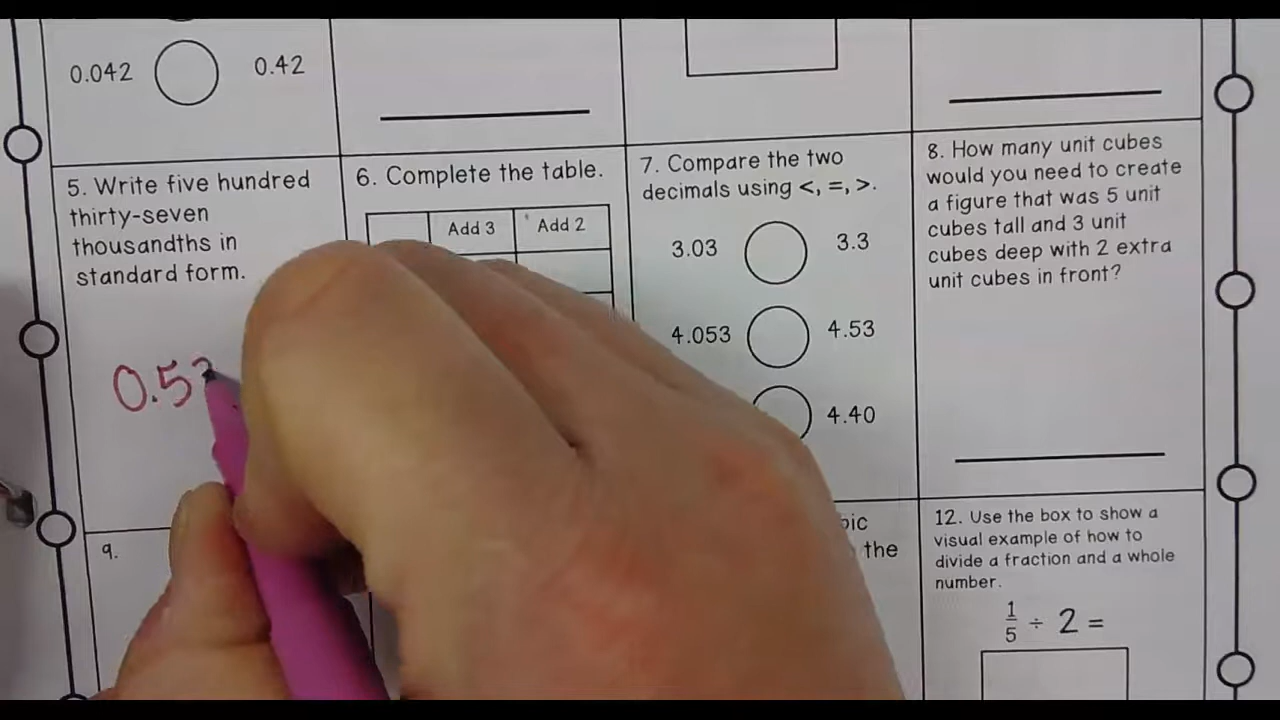 0.042 0.42
5. Write five hundred
thirty-seven
thousandths in
standard form.
0.53
6. Complete the table.
Add 3 Add 2
7. Compare the two
decimals using <, =, >.
3.03 3.3
4.053 4.53
4.40
8. How many unit cubes
would you need to create
a figure that was 5 unit
cubes tall and 3 unit
cubes deep with 2 extra
unit cubes in front?
9.
the
12. Use the box to show a
visual example of how to
divide a fraction and a whole
number.
1/5 ÷ 2 =